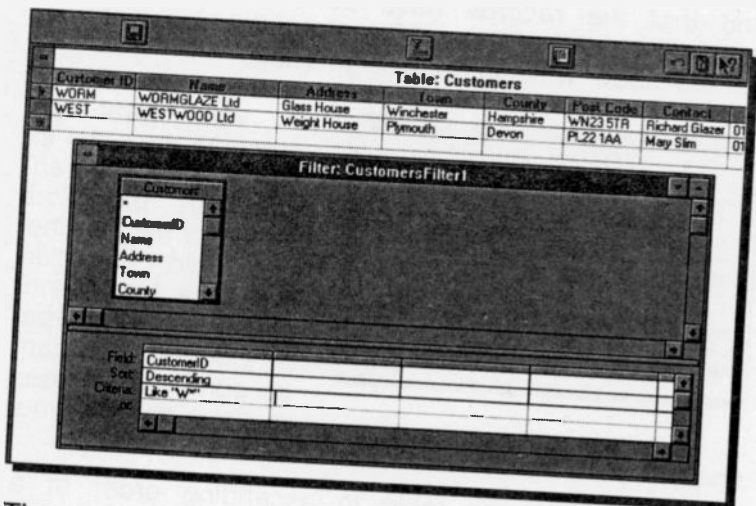 Table: Customers
Customer ID Name Address Town County Post Code Contact
WORM WORMGLAZE Ltd Glass House Winchester Hampshire WN23 5TR Richard Glazer 01
WEST WESTWOOD Ltd Weight House Plymouth Devon PL22 1AA Mary Slim 01
Filter: CustomersFilter1
Customers
*
CustomerID
Name
Address
Town
County
Field: CustomerID
Sort: Descending
Criteria: Like "W*"
or: